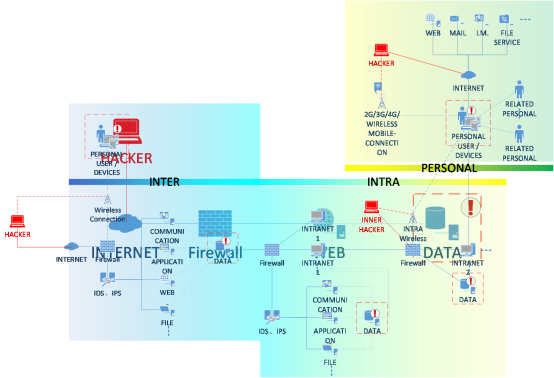 WEB
MAIL
I.M.
FILE
SERVICE
HACKER
INTERNET
2G/3G/4G/
WIRELESS
MOBILE-
CONNECTI
ON
PERSONAL
USER /
DEVICES
RELATED
PERSONAL
RELATED
PERSONAL
PERSONAL
USER /
DEVICES
HACKER
INTER
INTRA
PERSONAL
Wireless
Connection
HACKER
INTERNET
INTERNET
Firewall
IDS、IPS
COMMUNI
CATION
APPLICATI
ON
WEB
FILE
Firewall
DATA
Firewall
IDS、IPS
INTRANET
1
INTRANET
1
WEB
COMMUNI
CATION
APPLICATI
ON
FILE
DATA
INNER
HACKER
INTRA
Wireless
Firewall
DATA
INTRANET
2
DATA